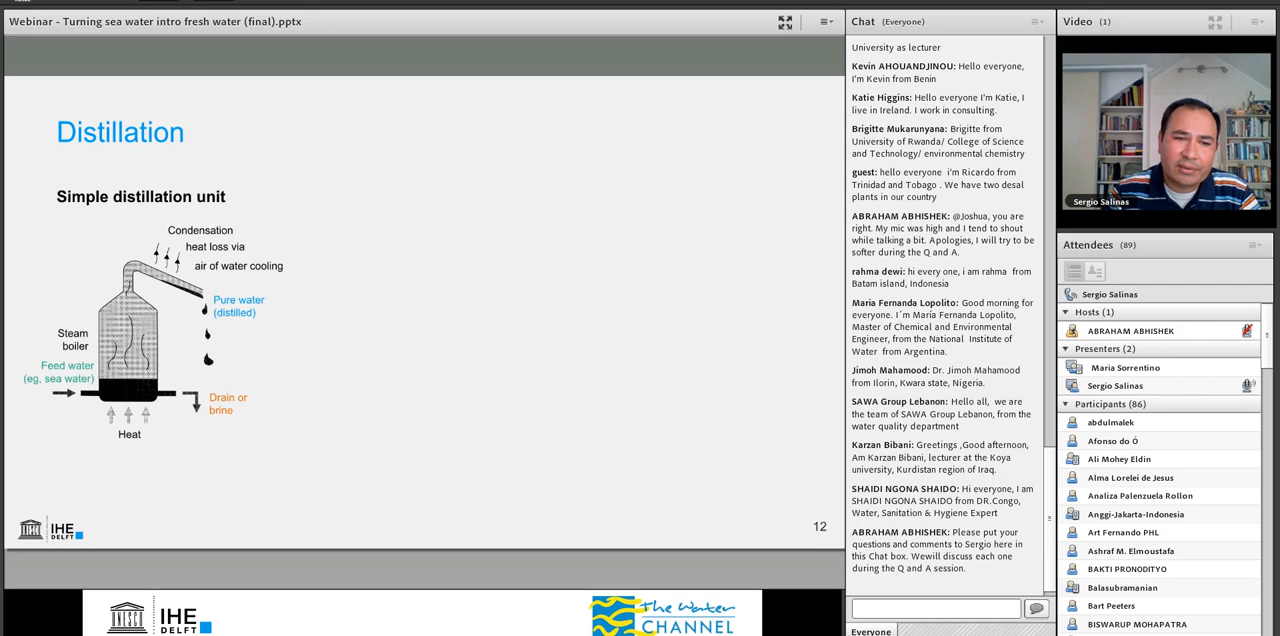 Webinar - Turning sea water intro fresh water (final).pptx
Distillation
Simple distillation unit
Condensation
heat loss via
air of water cooling
Pure water
(distilled)
Steam
boiler
Feed water
(eg. sea water)
Drain or
brine
Heat
UNESCO
IHE
DELFT
12
UNESCO
IHE
DELFT
The Water
CHANNEL
Chat (Everyone)
University as lecturer
Kevin AHOUANDJINOU: Hello everyone,
I'm Kevin from Benin
Katie Higgins: Hello everyone I'm Katie, I
live in Ireland. I work in consulting.
Brigitte Mukarunyana: Brigitte from
University of Rwanda/ College of Science
and Technology/ environmental chemistry
guest: hello everyone i'm Ricardo from
Trinidad and Tobago . We have two desal
plants in our country
ABRAHAM ABHISHEK: @Joshua, you are
right. My mic was high and I tend to shout
while talking a bit. Apologies, I will try to be
softer during the Q and A.
rahma dewi: hi every one, i am rahma from
Batam island, Indonesia
Maria Fernanda Lopolito: Good morning for
everyone. I´m María Fernanda Lopolito,
Master of Chemical and Environmental
Engineer, from the National Institute of
Water from Argentina.
Jimoh Mahamood: Dr. Jimoh Mahamood
from Ilorin, Kwara state, Nigeria.
SAWA Group Lebanon: Hello all, we are
the team of SAWA Group Lebanon, from the
water quality department
Karzan Bibani: Greetings ,Good afternoon,
Am Karzan Bibani, lecturer at the Koya
university, Kurdistan region of Iraq.
SHAIDI NGONA SHAIDO: Hi everyone, I am
SHAIDI NGONA SHAIDO from DR.Congo,
Water, Sanitation & Hygiene Expert
ABRAHAM ABHISHEK: Please put your
questions and comments to Sergio here in
this Chat box. Wewill discuss each one
during the Q and A session.
Everyone
Video (1)
Sergio Salinas
Attendees (89)
Sergio Salinas
Hosts (1)
ABRAHAM ABHISHEK
Presenters (2)
Maria Sorrentino
Sergio Salinas
Participants (86)
abdulmalek
Afonso do Ó
Ali Mohey Eldin
Alma Lorelei de Jesus
Analiza Palenzuela Rollon
Anggi-Jakarta-Indonesia
Art Fernando PHL
Ashraf M. Elmoustafa
BAKTI PRONODITYO
Balasubramanian
Bart Peeters
BISWARUP MOHAPATRA